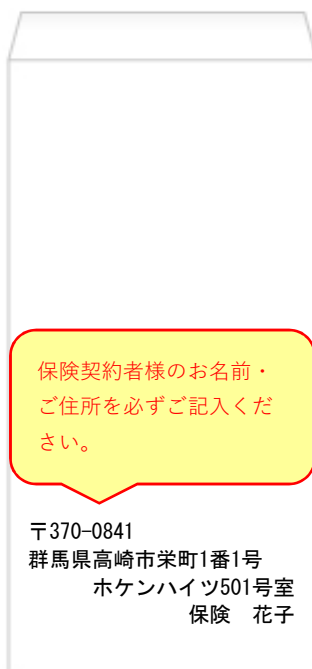 保険契約者様のお名前・
ご住所を必ずご記入くだ
さい。
〒370-0841
群馬県高崎市栄町1番1号
ホケンハイツ501号室
保険　花子